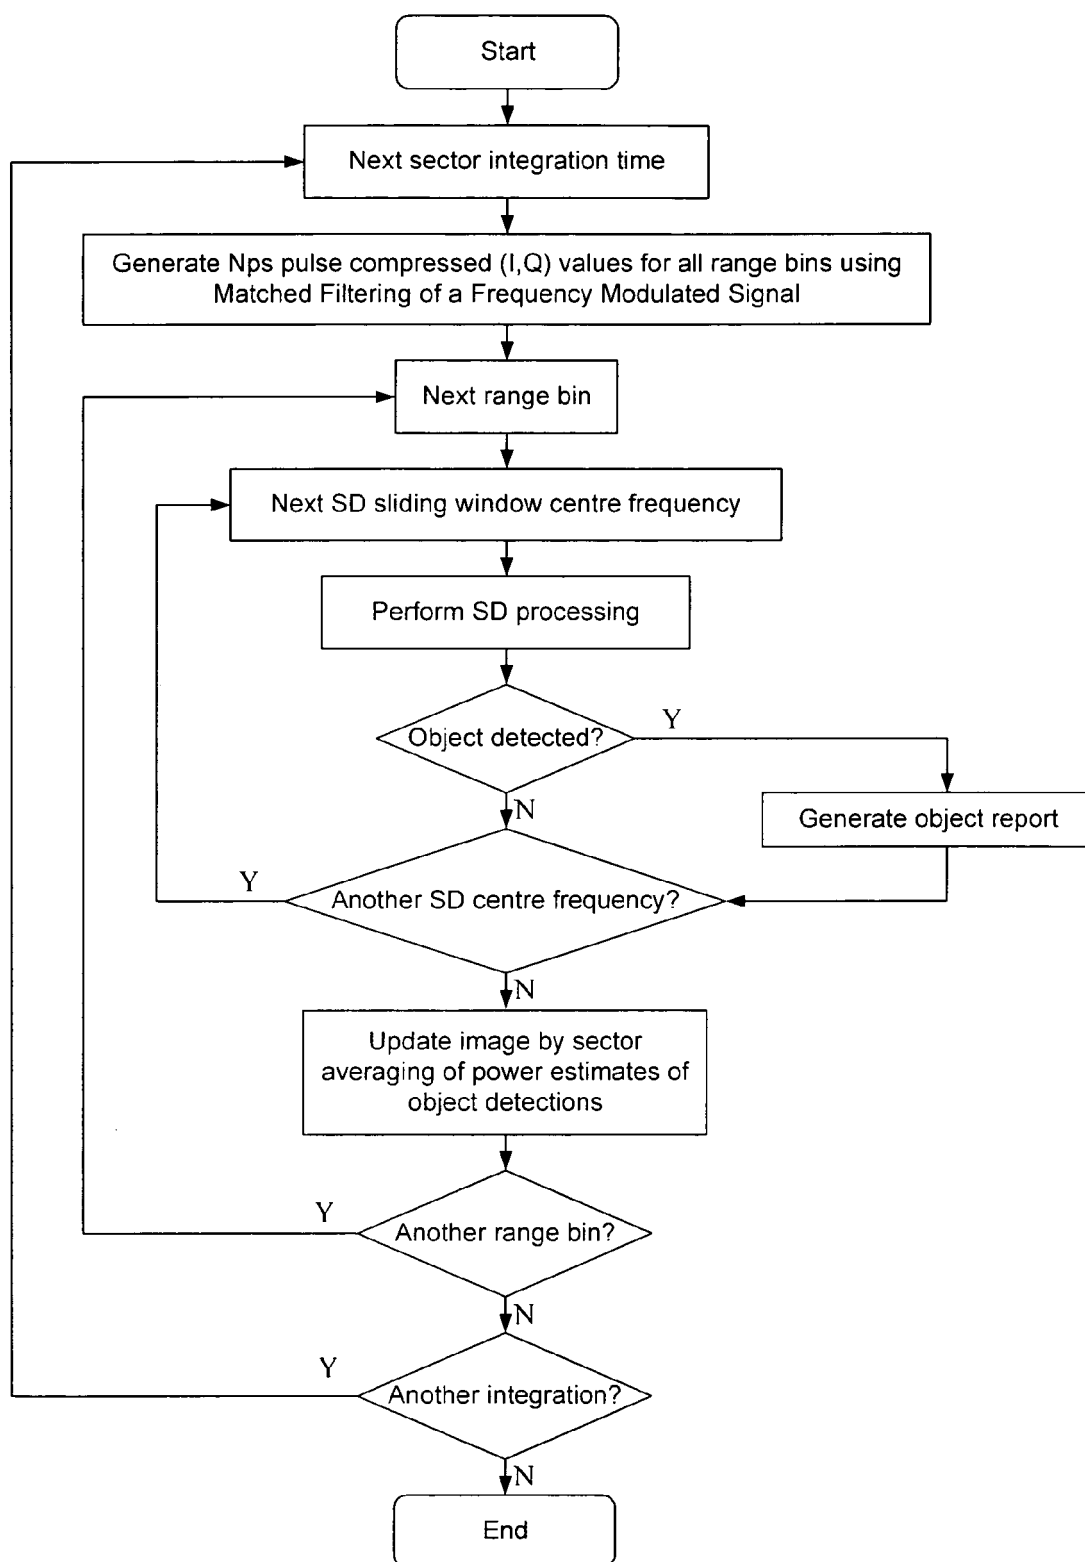 Start
Next sector integration time
Generate Nps pulse compressed (I,Q) values for all range bins using
Matched Filtering of a Frequency Modulated Signal
Next range bin
Next SD sliding window centre frequency
Perform SD processing
Object detected?
Y
N
Generate object report
Another SD centre frequency?
Y
N
Update image by sector
averaging of power estimates of
object detections
Another range bin?
Y
N
Another integration?
Y
N
End